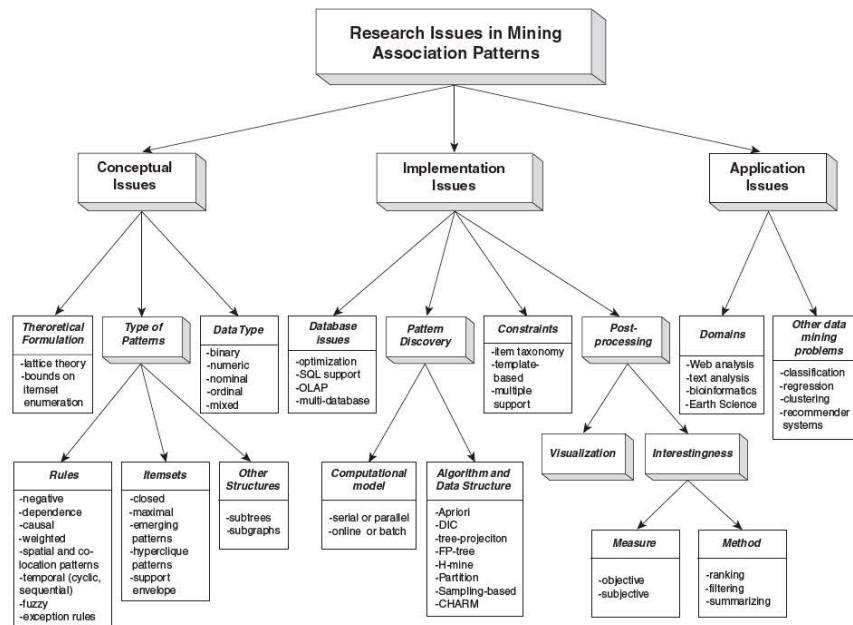 Research Issues in Mining
Association Patterns
Conceptual
Issues
Implementation
Issues
Application
Issues
Theroretical
Formulation
-lattice theory
-bounds on
itemset
enumeration
Type of
Patterns
Data Type
-binary
-numeric
-nominal
-ordinal
-mixed
Database
issues
-optimization
-SQL support
-OLAP
-multi-database
Pattern
Discovery
Constraints
-item taxonomy
-template-
based
-multiple
support
Post-
processing
Domains
-Web analysis
-text analysis
-bioinformatics
-Earth Science
Other data
mining
problems
-classification
-regression
-clustering
-recommender
systems
Rules
-negative
-dependence
-causal
-weighted
-spatial and co-
location patterns
-temporal (cyclic,
sequential)
-fuzzy
-exception rules
Itemsets
-closed
-maximal
-emerging
patterns
-hyperclique
patterns
-support
envelope
Other
Structures
-subtrees
-subgraphs
Computational
model
-serial or parallel
-online or batch
Algorithm and
Data Structure
-Apriori
-DIC
-tree-projeciton
-FP-tree
-H-mine
-Partition
-Sampling-based
-CHARM
Visualization
Interestingness
Measure
-objective
-subjective
Method
-ranking
-filtering
-summarizing